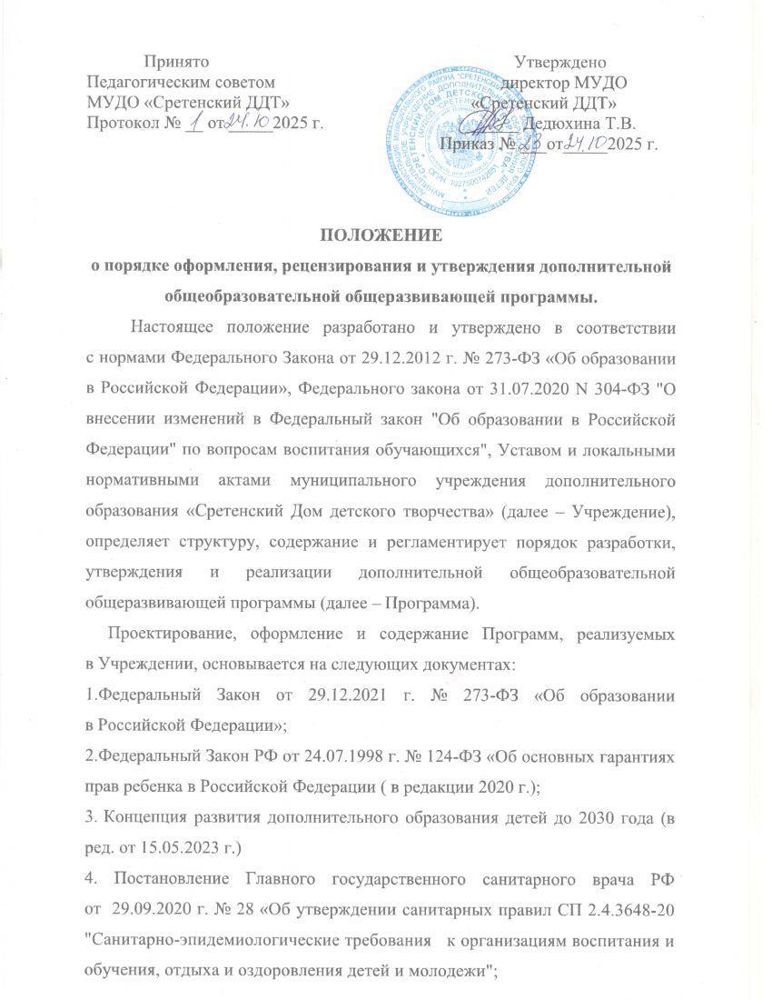 Принято
Педагогическим советом
МУДО «Сретенский ДДТ»
Протокол № 1 от 24.10 2025 г.
Утверждено
директор МУДО
«Сретенский ДДТ»
Дедюхина Т.В.
Приказ № 23 от 24.10 2025 г.
"СРЕТЕНСКИЙ ДОМ ДЕТСКОГО ТВОРЧЕСТВА"
ОГРН 1027500742651
ПОЛОЖЕНИЕ
о порядке оформления, рецензирования и утверждения дополнительной
общеобразовательной общеразвивающей программы.
Настоящее положение разработано и утверждено в соответствии
с нормами Федерального Закона от 29.12.2012 г. № 273-ФЗ «Об образовании
в Российской Федерации», Федерального закона от 31.07.2020 N 304-ФЗ "О
внесении изменений в Федеральный закон "Об образовании в Российской
Федерации" по вопросам воспитания обучающихся", Уставом и локальными
нормативными актами муниципального учреждения дополнительного
образования «Сретенский Дом детского творчества» (далее – Учреждение),
определяет структуру, содержание и регламентирует порядок разработки,
утверждения и реализации дополнительной общеобразовательной
общеразвивающей программы (далее – Программа).
Проектирование, оформление и содержание Программ, реализуемых
в Учреждении, основывается на следующих документах:
1.Федеральный Закон от 29.12.2021 г. № 273-ФЗ «Об образовании
в Российской Федерации»;
2.Федеральный Закон РФ от 24.07.1998 г. № 124-ФЗ «Об основных гарантиях
прав ребенка в Российской Федерации ( в редакции 2020 г.);
3. Концепция развития дополнительного образования детей до 2030 года (в
ред. от 15.05.2023 г.)
4. Постановление Главного государственного санитарного врача РФ
от 29.09.2020 г. № 28 «Об утверждении санитарных правил СП 2.4.3648-20
"Санитарно-эпидемиологические требования к организациям воспитания и
обучения, отдыха и оздоровления детей и молодежи";